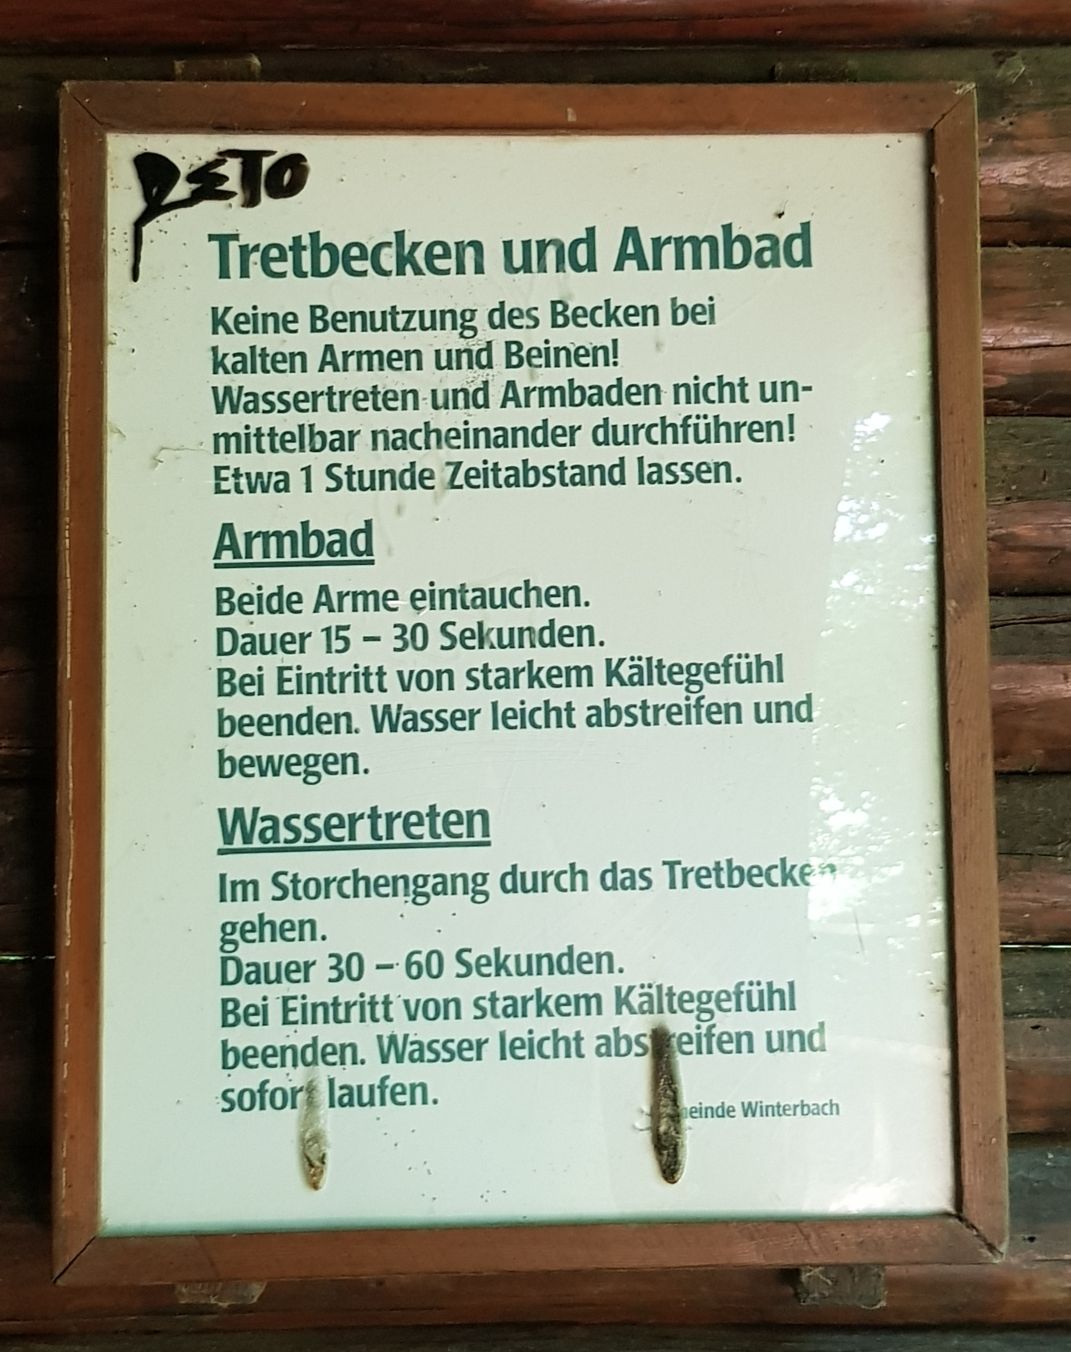 Tretbecken und Armbad
Keine Benutzung des Becken bei
kalten Armen und Beinen!
Wassertreten und Armbaden nicht un-
mittelbar nacheinander durchführen!
Etwa 1 Stunde Zeitabstand lassen.
Armbad
Beide Arme eintauchen.
Dauer 15 – 30 Sekunden.
Bei Eintritt von starkem Kältegefühl
beenden. Wasser leicht abstreifen und
bewegen.
Wassertreten
Im Storchengang durch das Tretbecken
gehen.
Dauer 30 – 60 Sekunden.
Bei Eintritt von starkem Kältegefühl
beenden. Wasser leicht abstreifen und
sofort laufen.
Winterbach